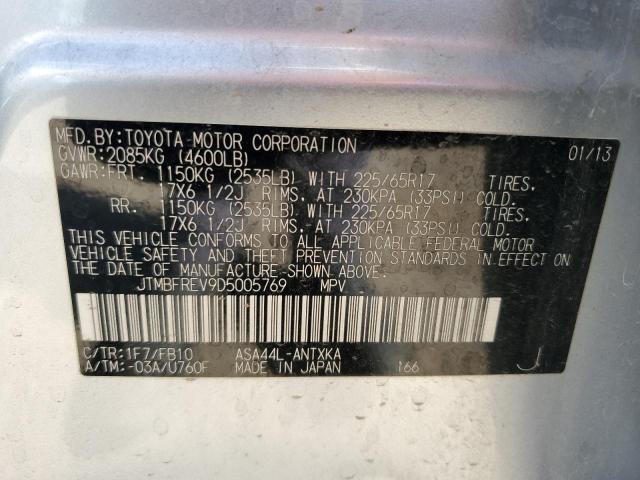 MFD.BY:TOYOTA MOTOR CORPORATION 01/13
GVWR:2085KG (4600LB)
GAWR:FRT. 1150KG (2535LB) WITH 225/65R17 TIRES,
17X6 1/2J RIMS, AT 230KPA (33PSI) COLD.
RR. 1150KG (2535LB) WITH 225/65R17 TIRES,
17X6 1/2J RIMS, AT 230KPA (33PSI) COLD.
THIS VEHICLE CONFORMS TO ALL APPLICABLE FEDERAL MOTOR
VEHICLE SAFETY AND THEFT PREVENTION STANDARDS IN EFFECT ON
THE DATE OF MANUFACTURE SHOWN ABOVE.
JTMBFREV9D5005769 MPV
C/TR:1F7/FB10 ASA44L-ANTXKA
A/TM:-03A/U760F MADE IN JAPAN 166 J